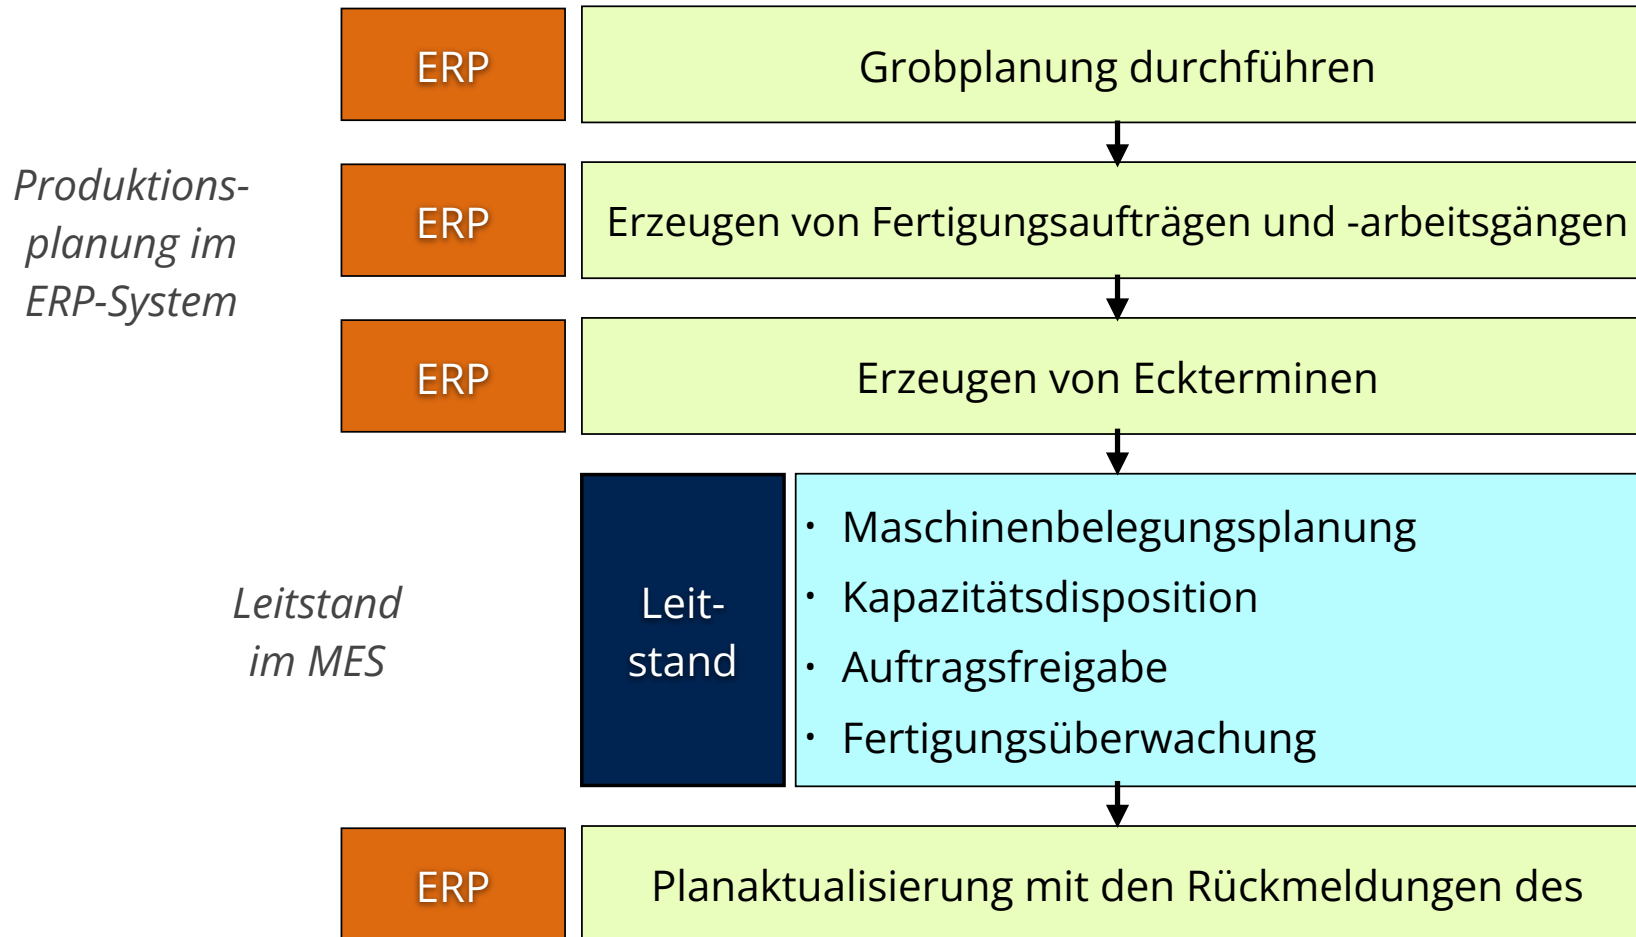 ERP
Grobplanung durchführen
Produktions-
planung im
ERP-System
ERP
Erzeugen von Fertigungsaufträgen und -arbeitsgängen
ERP
Erzeugen von Eckterminen
Leitstand
im MES
Leit-
stand
· Maschinenbelegungsplanung
· Kapazitätsdisposition
· Auftragsfreigabe
· Fertigungsüberwachung
ERP
Planaktualisierung mit den Rückmeldungen des